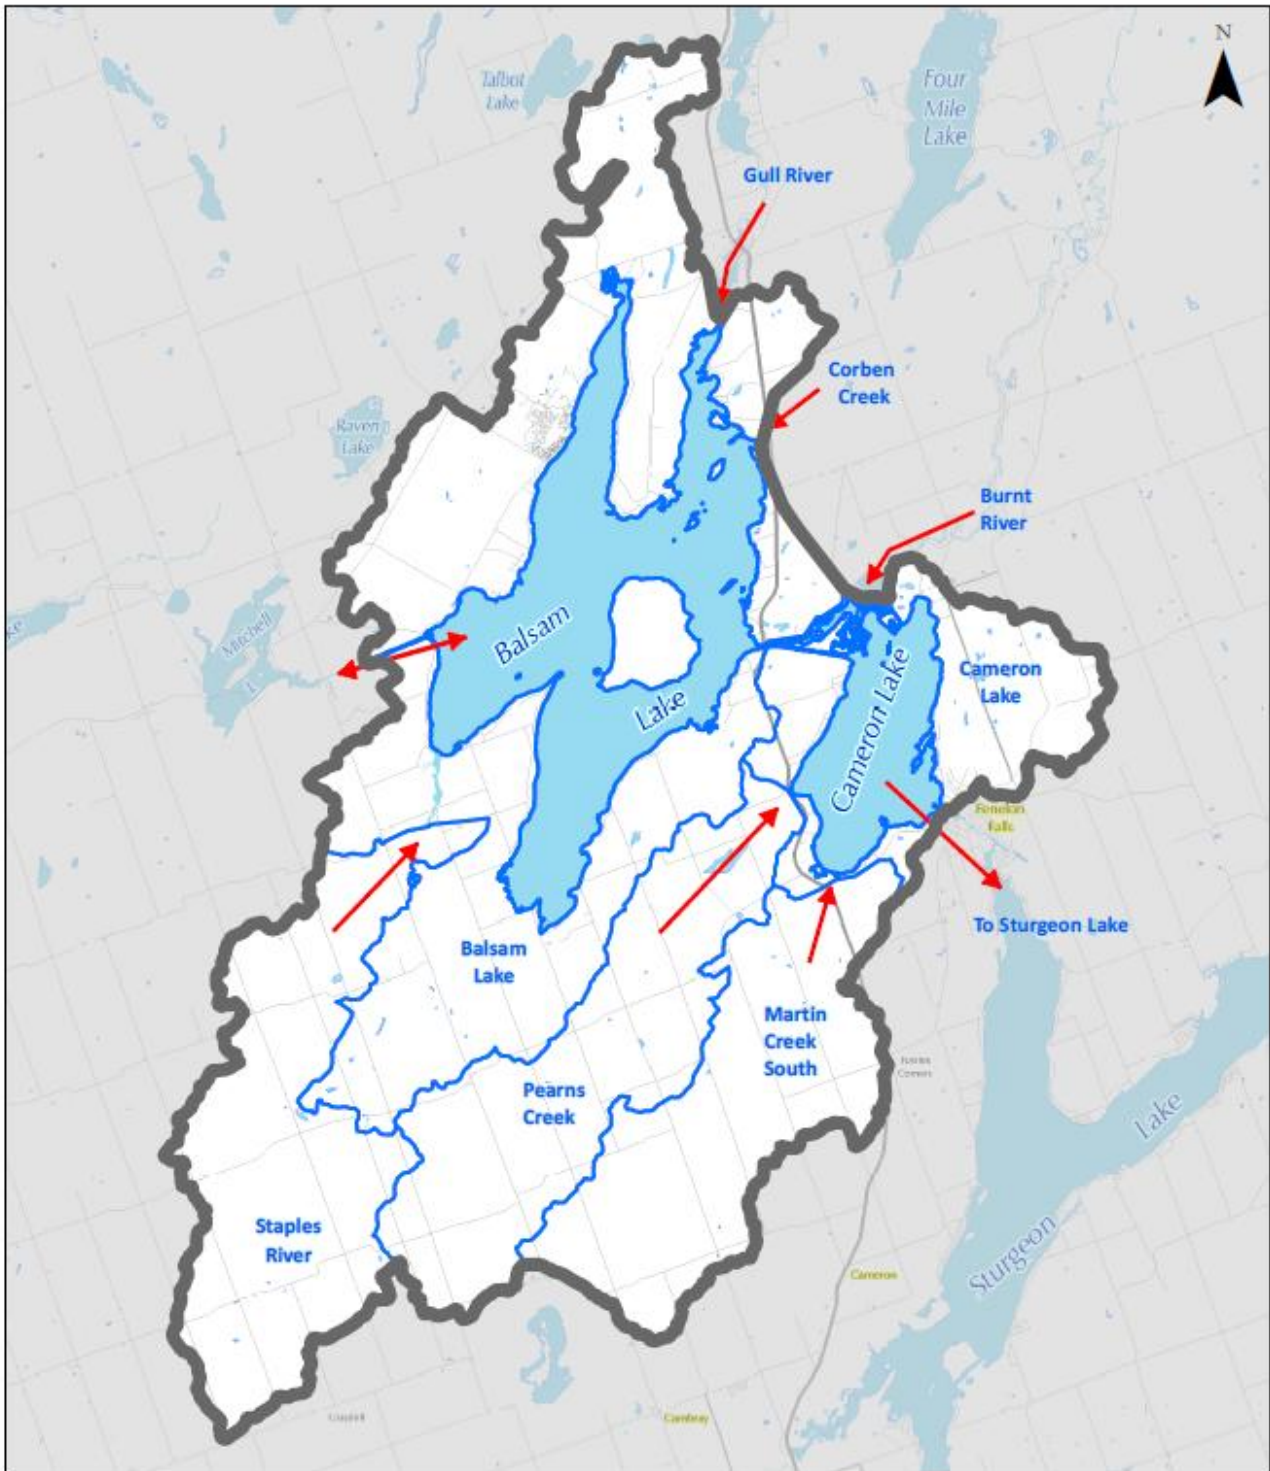 N
Talbot
Lake
Four
Mile
Lake
Gull River
Corben
Creek
Raven
Lake
Burnt
River
Mitchell
L
Balsam
Lake
Cameron Lake
Cameron
Lake
Fenelon
Falls
To Sturgeon Lake
Balsam
Lake
Martin
Creek
South
Pearns
Creek
Staples
River
Sturgeon
Lake
Cameron
Cambray